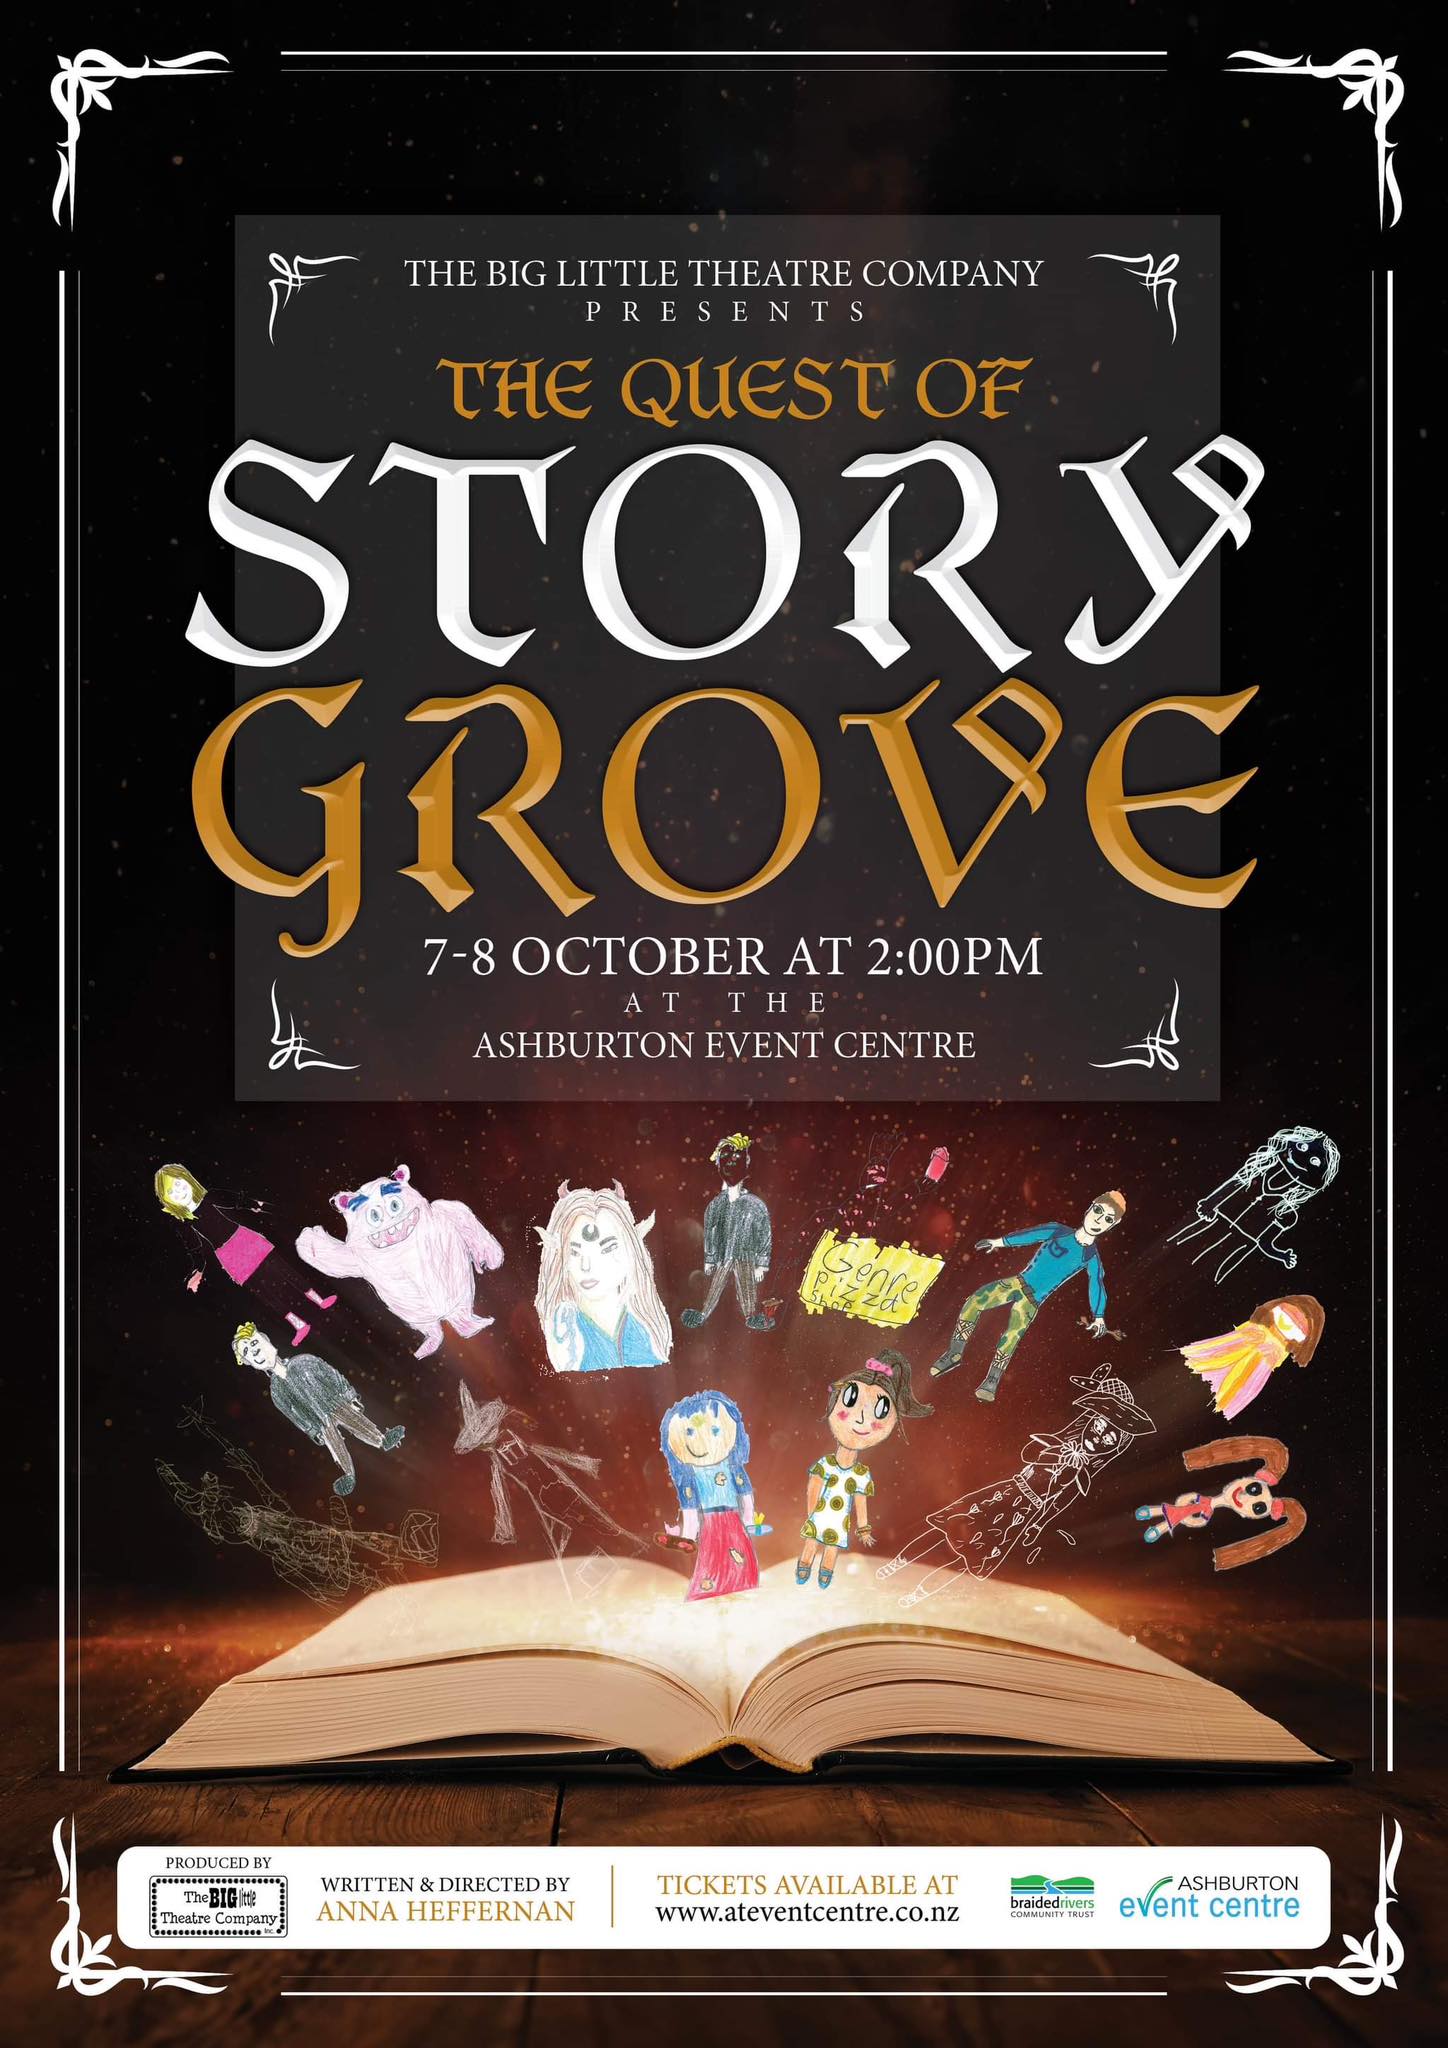 THE BIG LITTLE THEATRE COMPANY
PRESENTS
THE QUEST OF
STORY
GROVE
7-8 OCTOBER AT 2:00PM
AT THE
ASHBURTON EVENT CENTRE
Genre
Pizza
Shop
PRODUCED BY
The BIG little
Theatre Company
Inc.
WRITTEN & DIRECTED BY
ANNA HEFFERNAN
TICKETS AVAILABLE AT
www.ateventcentre.co.nz
braidedrivers
COMMUNITY TRUST
ASHBURTON
event centre